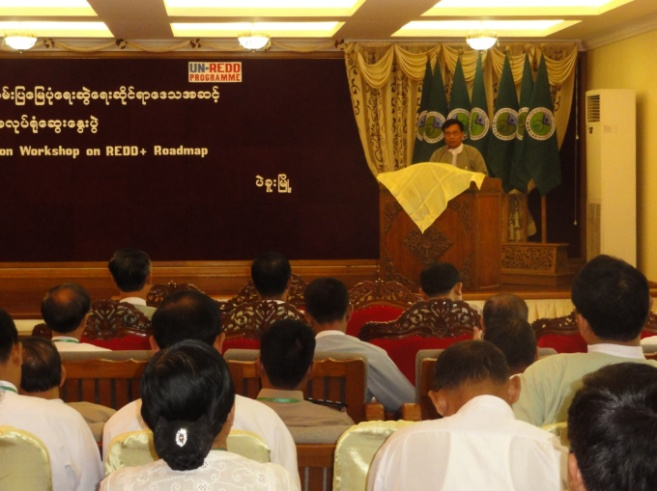 UN-REDD
PROGRAMME
မ်းပြမြေပုံရေးဆွဲရေးဆိုင်ရာဒေသအဆင့်
လုပ်ရုံဆွေးနွေးပွဲ
on Workshop on REDD+ Roadmap
ပဲခူးမြို့